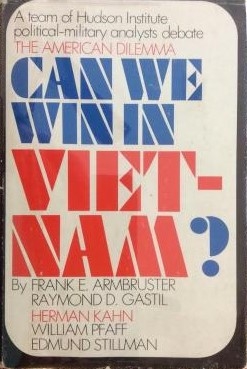 A team of Hudson Institute
political-military analysts debate
THE AMERICAN DILEMMA
CAN WE
WIN IN
VIET-
NAM?
By FRANK E. ARMBRUSTER
RAYMOND D. GASTIL
HERMAN KAHN
WILLIAM PFAFF
EDMUND STILLMAN